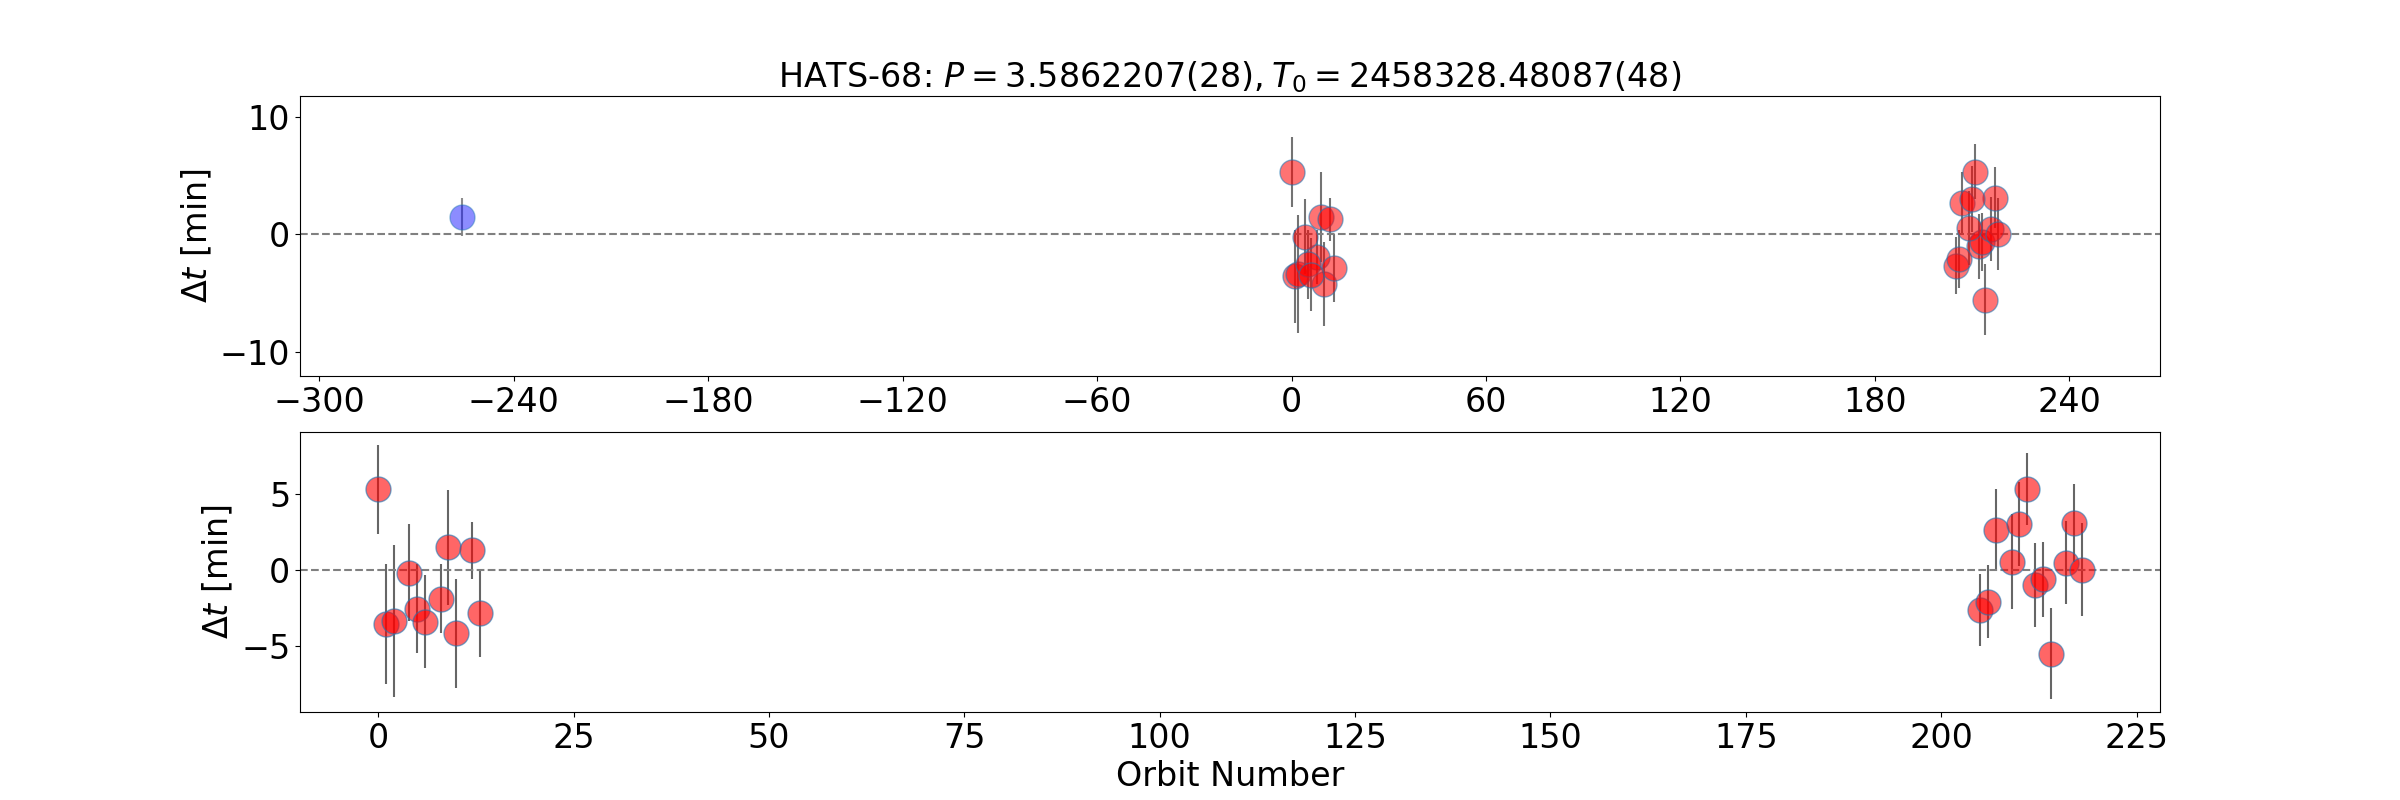 HATS-68: P = 3.5862207(28), T₀ = 2458328.48087(48)
10
0
−10
Δt [min]
−300 −240 −180 −120 −60 0 60 120 180 240
5
0
−5
Δt [min]
0 25 50 75 100 125 150 175 200 225
Orbit Number